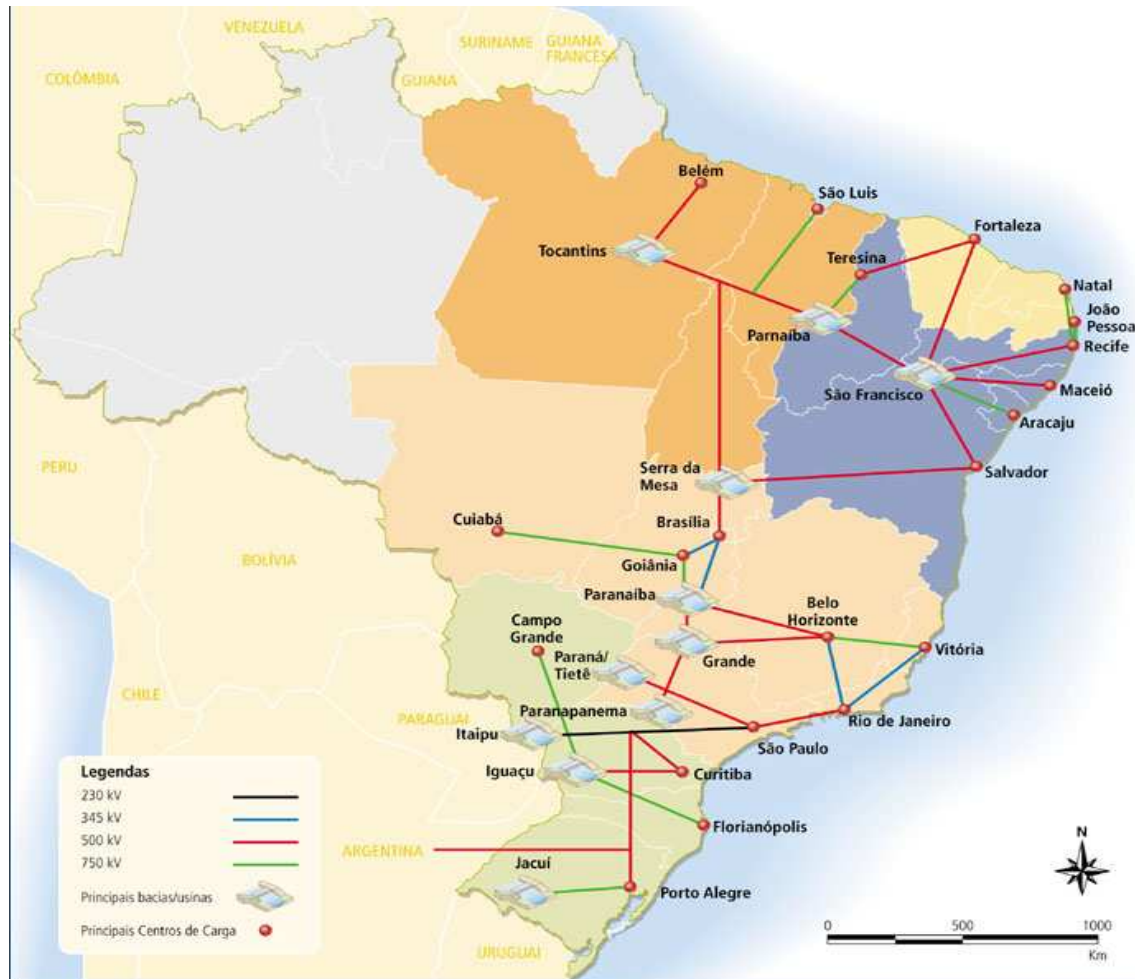 VENEZUELA
SURINAME
GUIANA
FRANCESA
COLÔMBIA
GUIANA
Belém
São Luis
Fortaleza
Tocantins
Teresina
Natal
João
Pessoa
Parnaíba
Recife
São Francisco
Maceió
Aracaju
PERU
Serra da
Mesa
Salvador
Cuiabá
Brasília
BOLÍVIA
Goiânia
Paranaíba
Belo
Horizonte
Campo
Grande
Grande
Vitória
Paraná/
Tietê
CHILE
Paranapanema
PARAGUAI
Rio de Janeiro
Itaipu
São Paulo
Iguaçu
Curitiba
Legendas
230 kV
345 kV
500 kV
750 kV
Principais bacias/usinas
Principais Centros de Carga
Florianópolis
ARGENTINA
Jacuí
Porto Alegre
URUGUAI
N
0 500 1000
Km